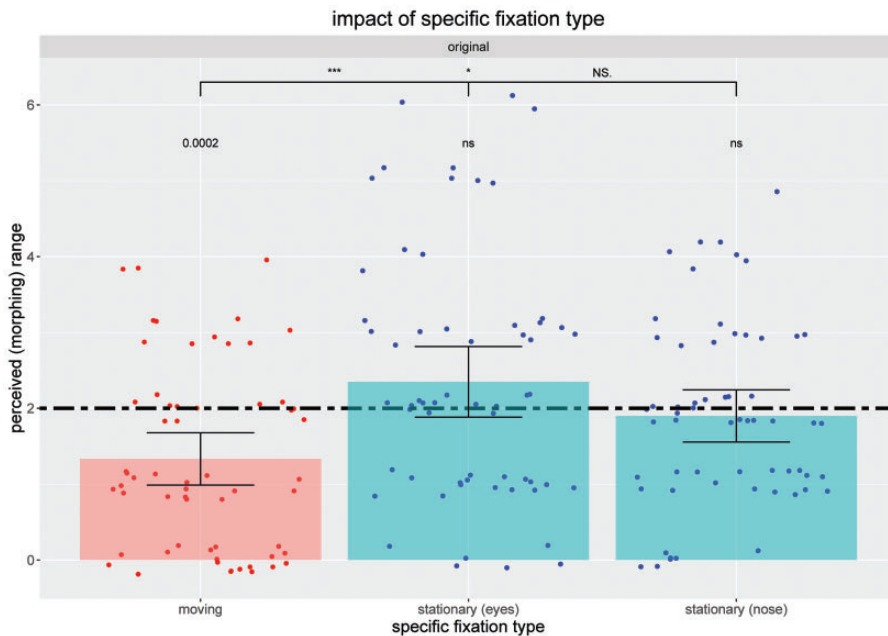 impact of specific fixation type
original
*** * NS.
0.0002 ns ns
perceived (morphing) range
6
4
2
0
moving stationary (eyes) stationary (nose)
specific fixation type